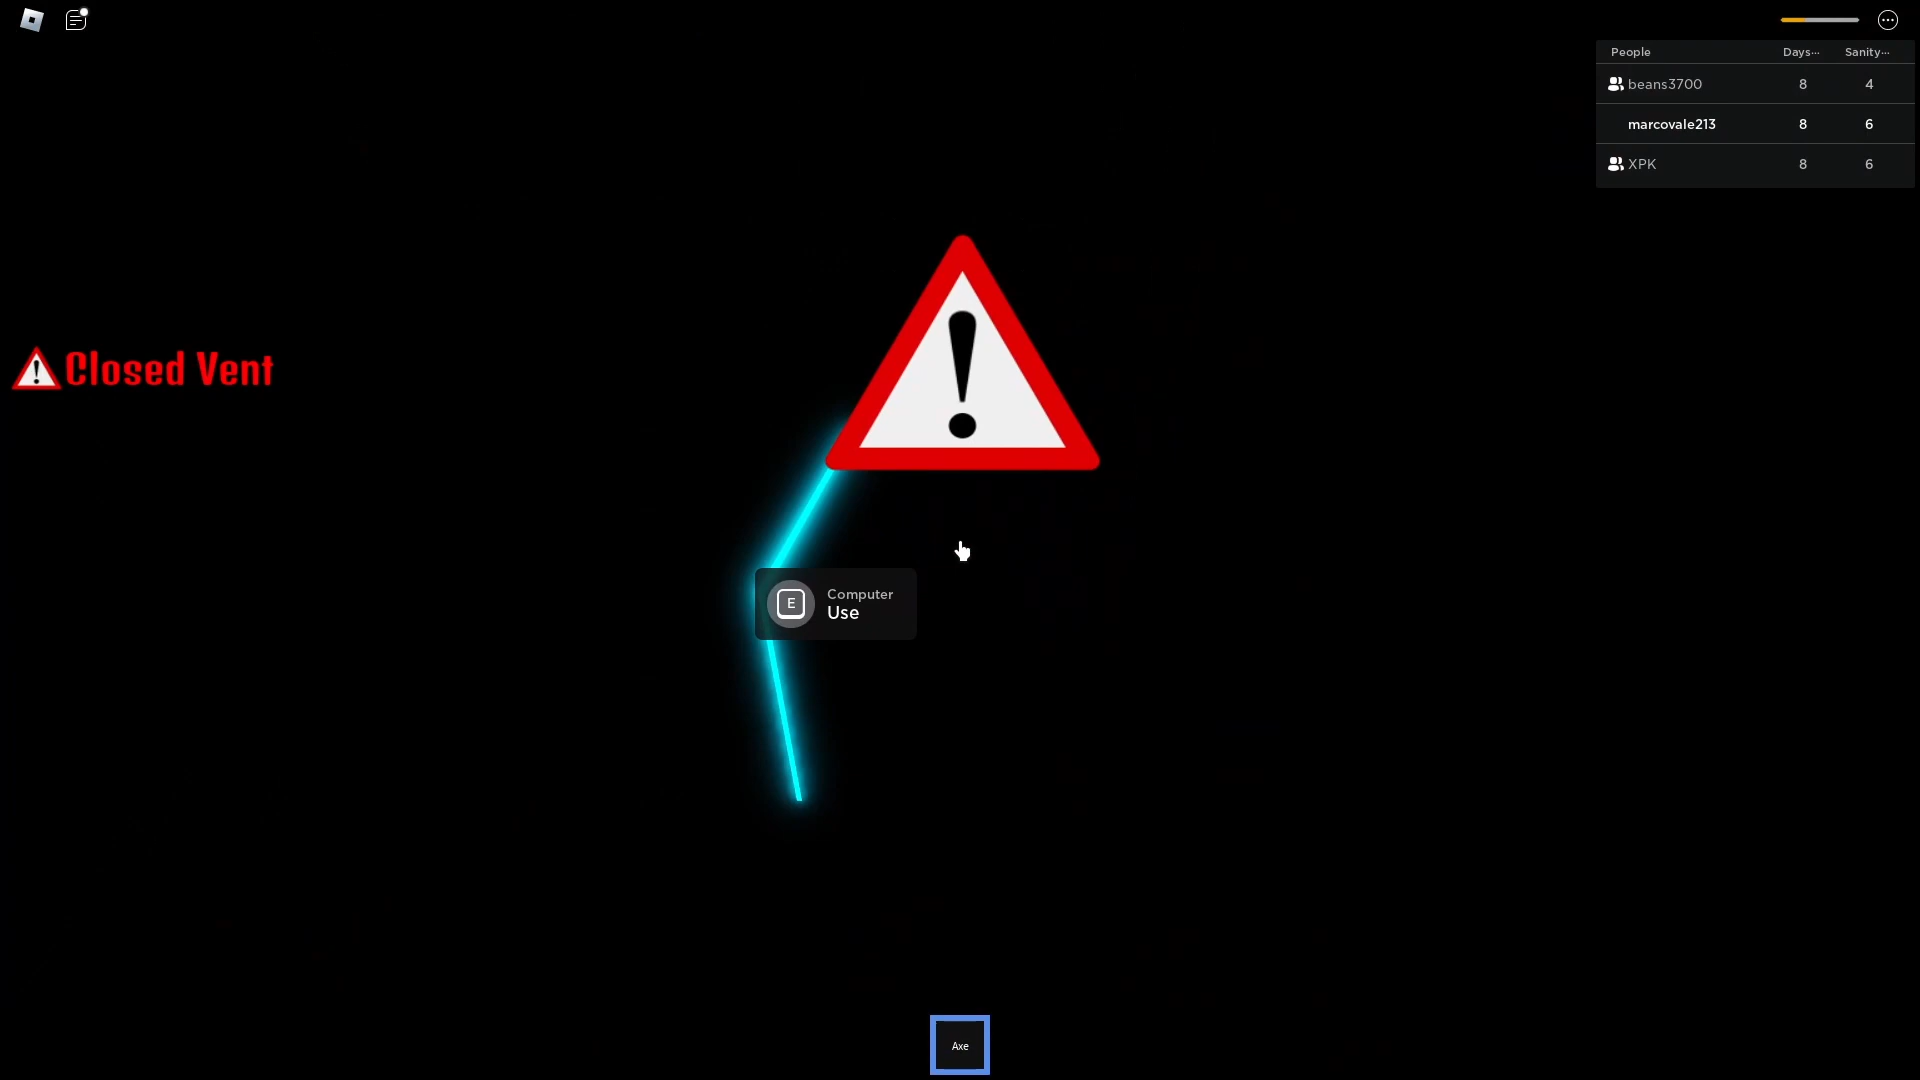 People Days... Sanity...
beans3700 8 4
marcovale213 8 6
XPK 8 6
Closed Vent
E Computer
Use
Axe